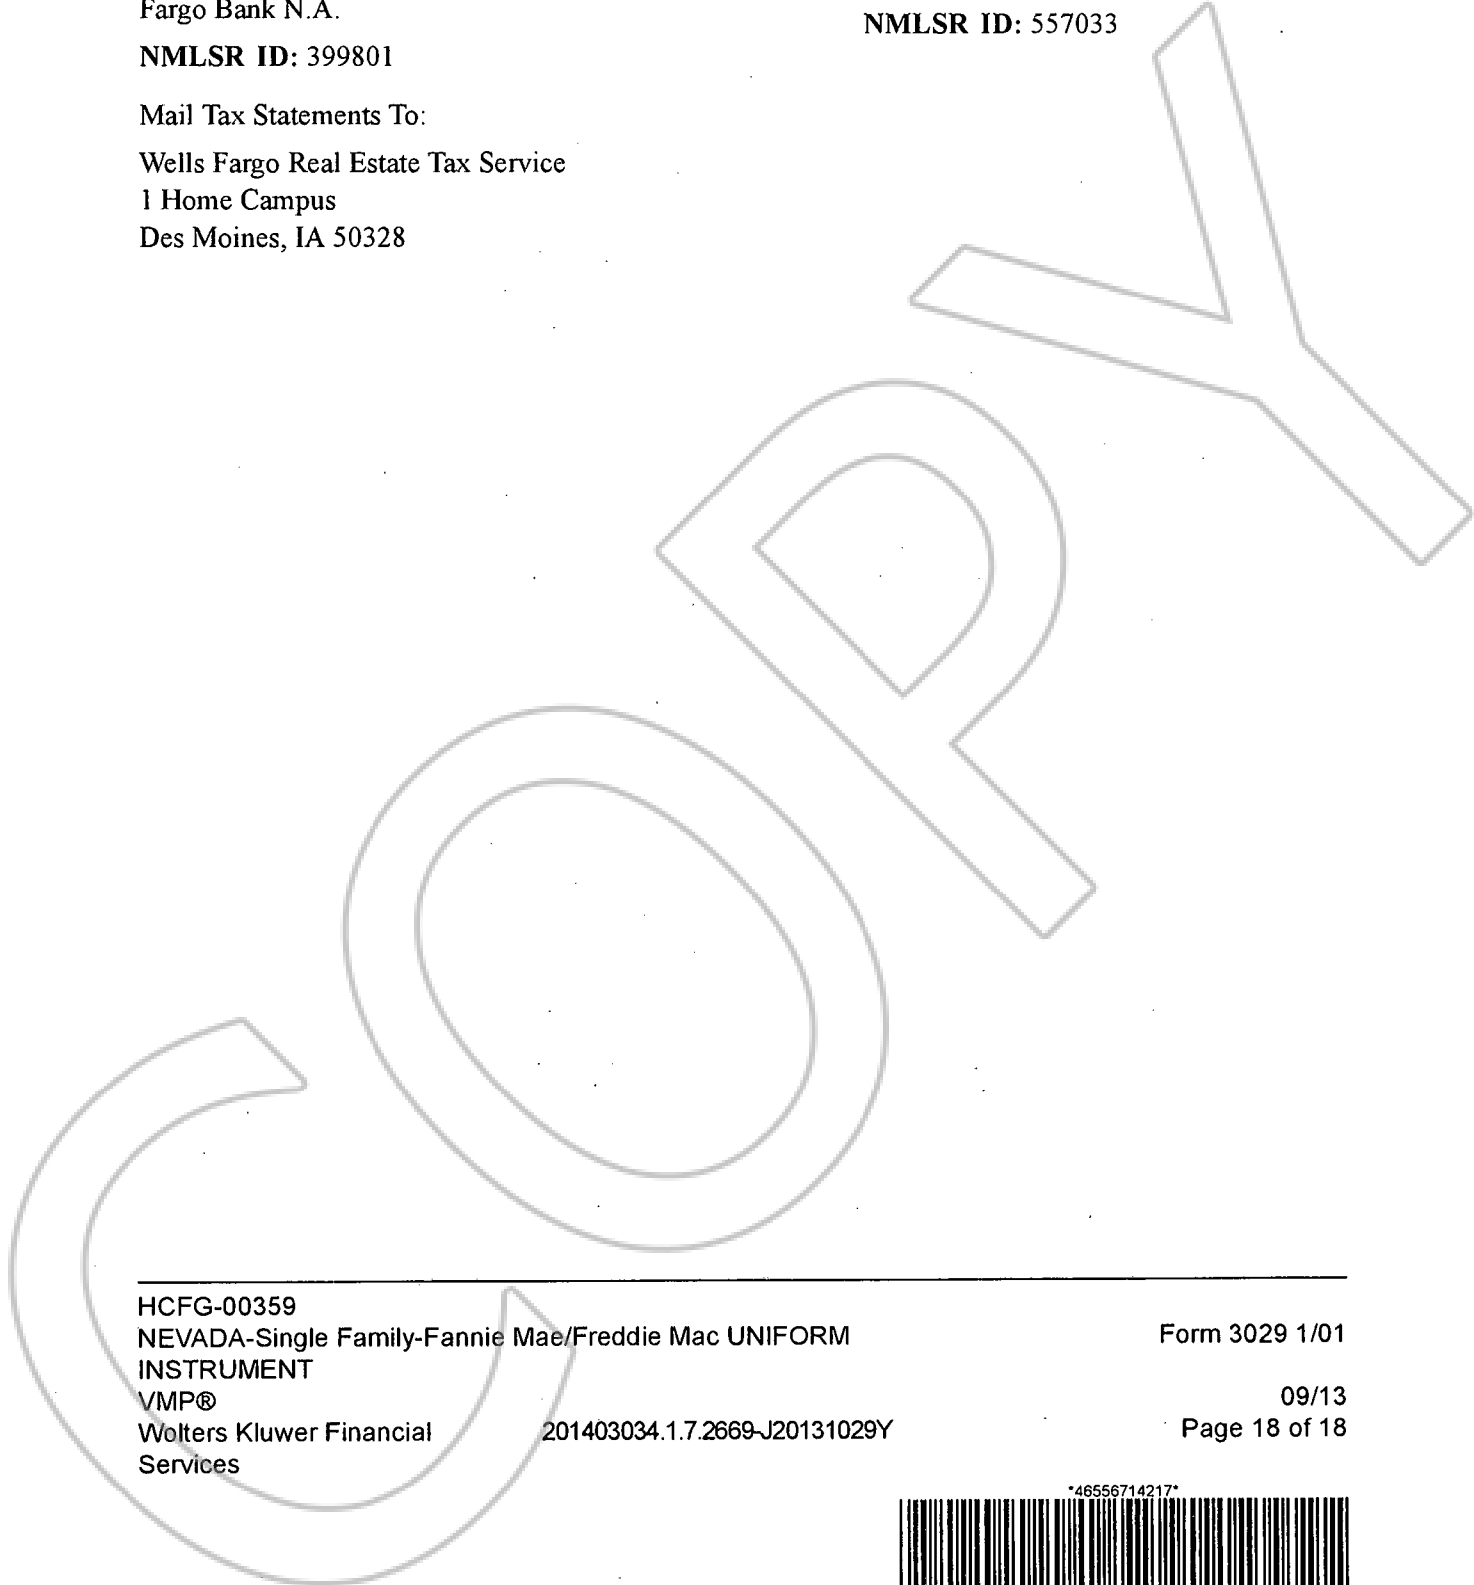 Fargo Bank N.A.
NMLSR ID: 557033
NMLSR ID: 399801
Mail Tax Statements To:
Wells Fargo Real Estate Tax Service
1 Home Campus
Des Moines, IA 50328
COPY
HCFG-00359
NEVADA-Single Family-Fannie Mae/Freddie Mac UNIFORM
INSTRUMENT
Form 3029 1/01
VMP®
09/13
Wolters Kluwer Financial
Services
201403034.1.7.2669-J20131029Y
Page 18 of 18
*46556714217*